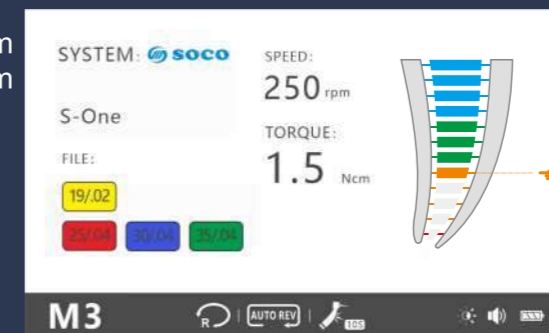 m
m
SYSTEM: soco
S-One
FILE:
19/.02
25/.04 30/.04 35/.04
SPEED:
250 rpm
TORQUE:
1.5 Ncm
M3 R AUTO REV 10S